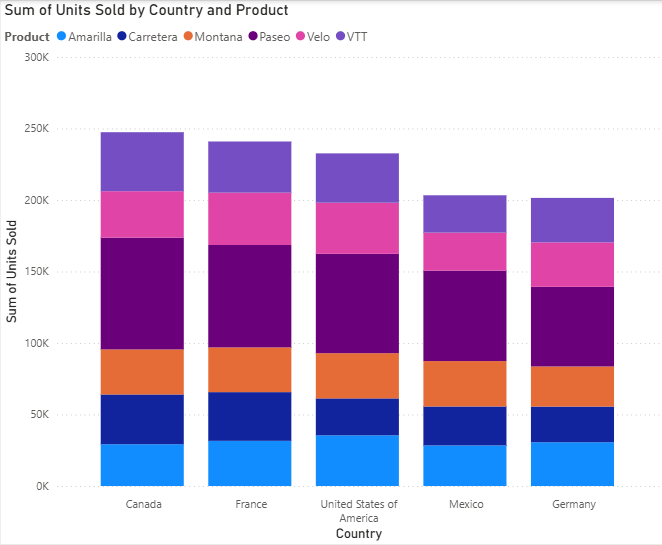 Sum of Units Sold by Country and Product
Product Amarilla Carretera Montana Paseo Velo VTT
300K
250K
200K
150K
100K
50K
0K
Sum of Units Sold
Canada France United States of America Mexico Germany
Country